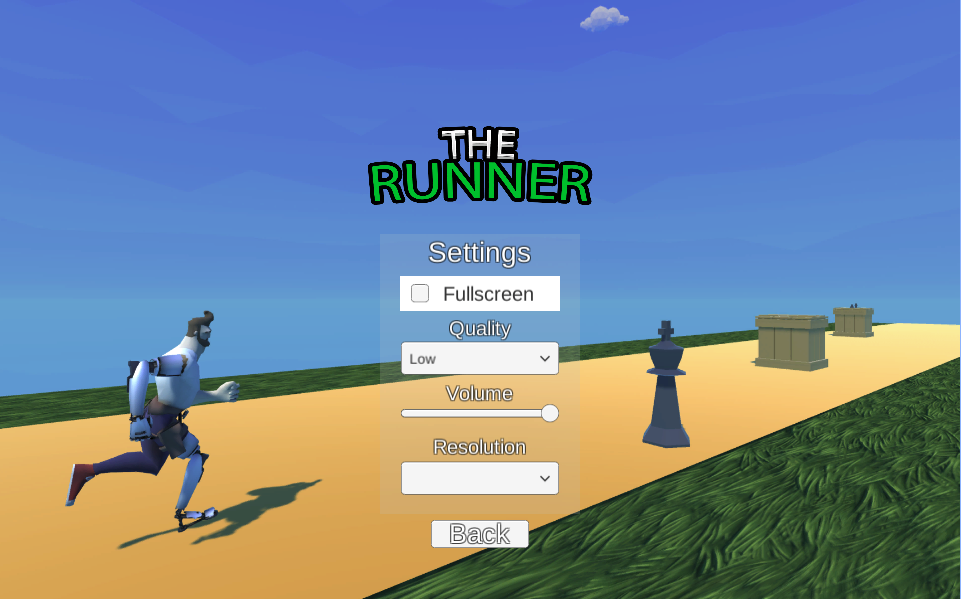 THE
RUNNER
Settings
Fullscreen
Quality
Low
Volume
Resolution
Back